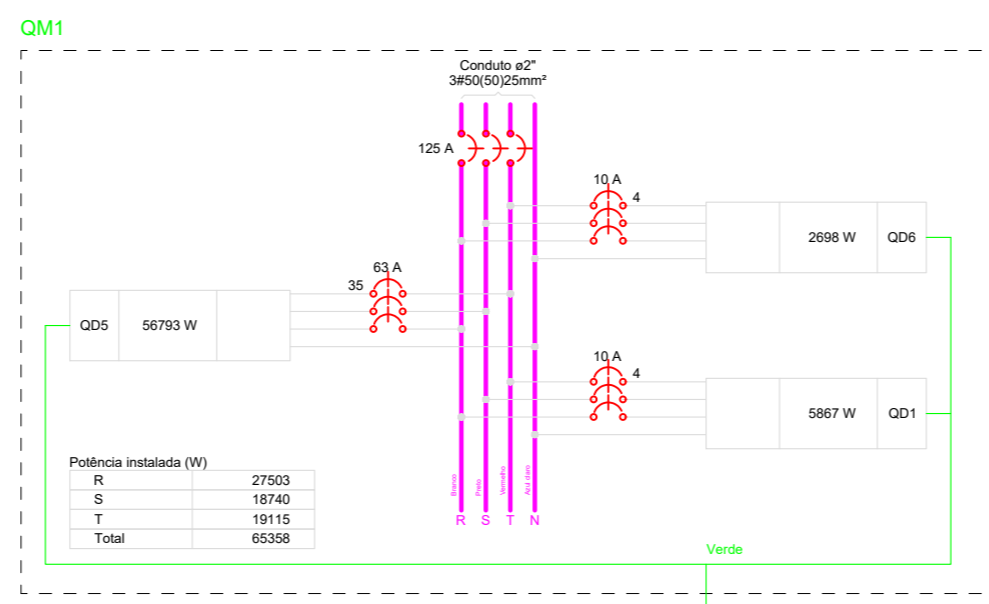 QM1
Conduto ø2"
3#50(50)25mm²
125 A
10 A
4
2698 W QD6
63 A
35
QD5 56793 W
10 A
4
5867 W QD1
Potência instalada (W)
R 27503
S 18740
T 19115
Total 65358
Branco Preto Vermelho Azul claro
R S T N
Verde